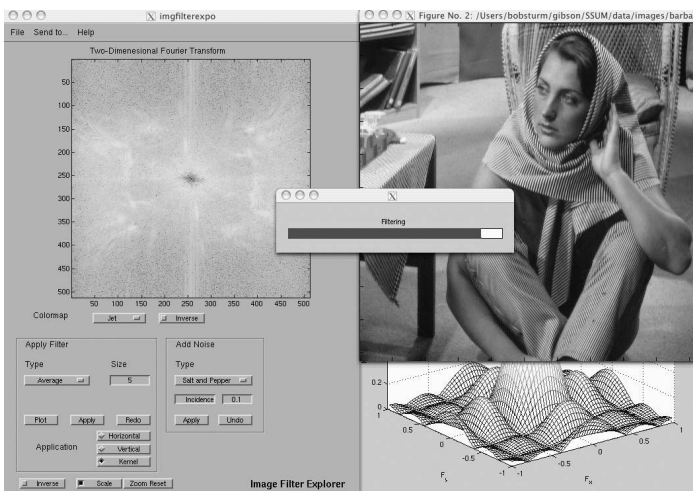 imgfilterexpo
File Send to... Help
Two-Dimenesional Fourier Transform
50
100
150
200
250
300
350
400
450
500
50 100 150 200 250 300 350 400 450 500
Colormap Jet Inverse
Apply Filter
Type Size
Average 5
Plot Apply Redo
Application
Horizontal
Vertical
Kernel
Add Noise
Type
Salt and Pepper
Incidence 0.1
Apply Undo
Inverse Scale Zoom Reset
Image Filter Explorer
X Figure No. 2: /Users/bobsturm/gibson/SSUM/data/images/barba
Filtering
0.2
0
1
0.5
0
-0.5
-1
-1
-0.5
0
0.5
1
Fx